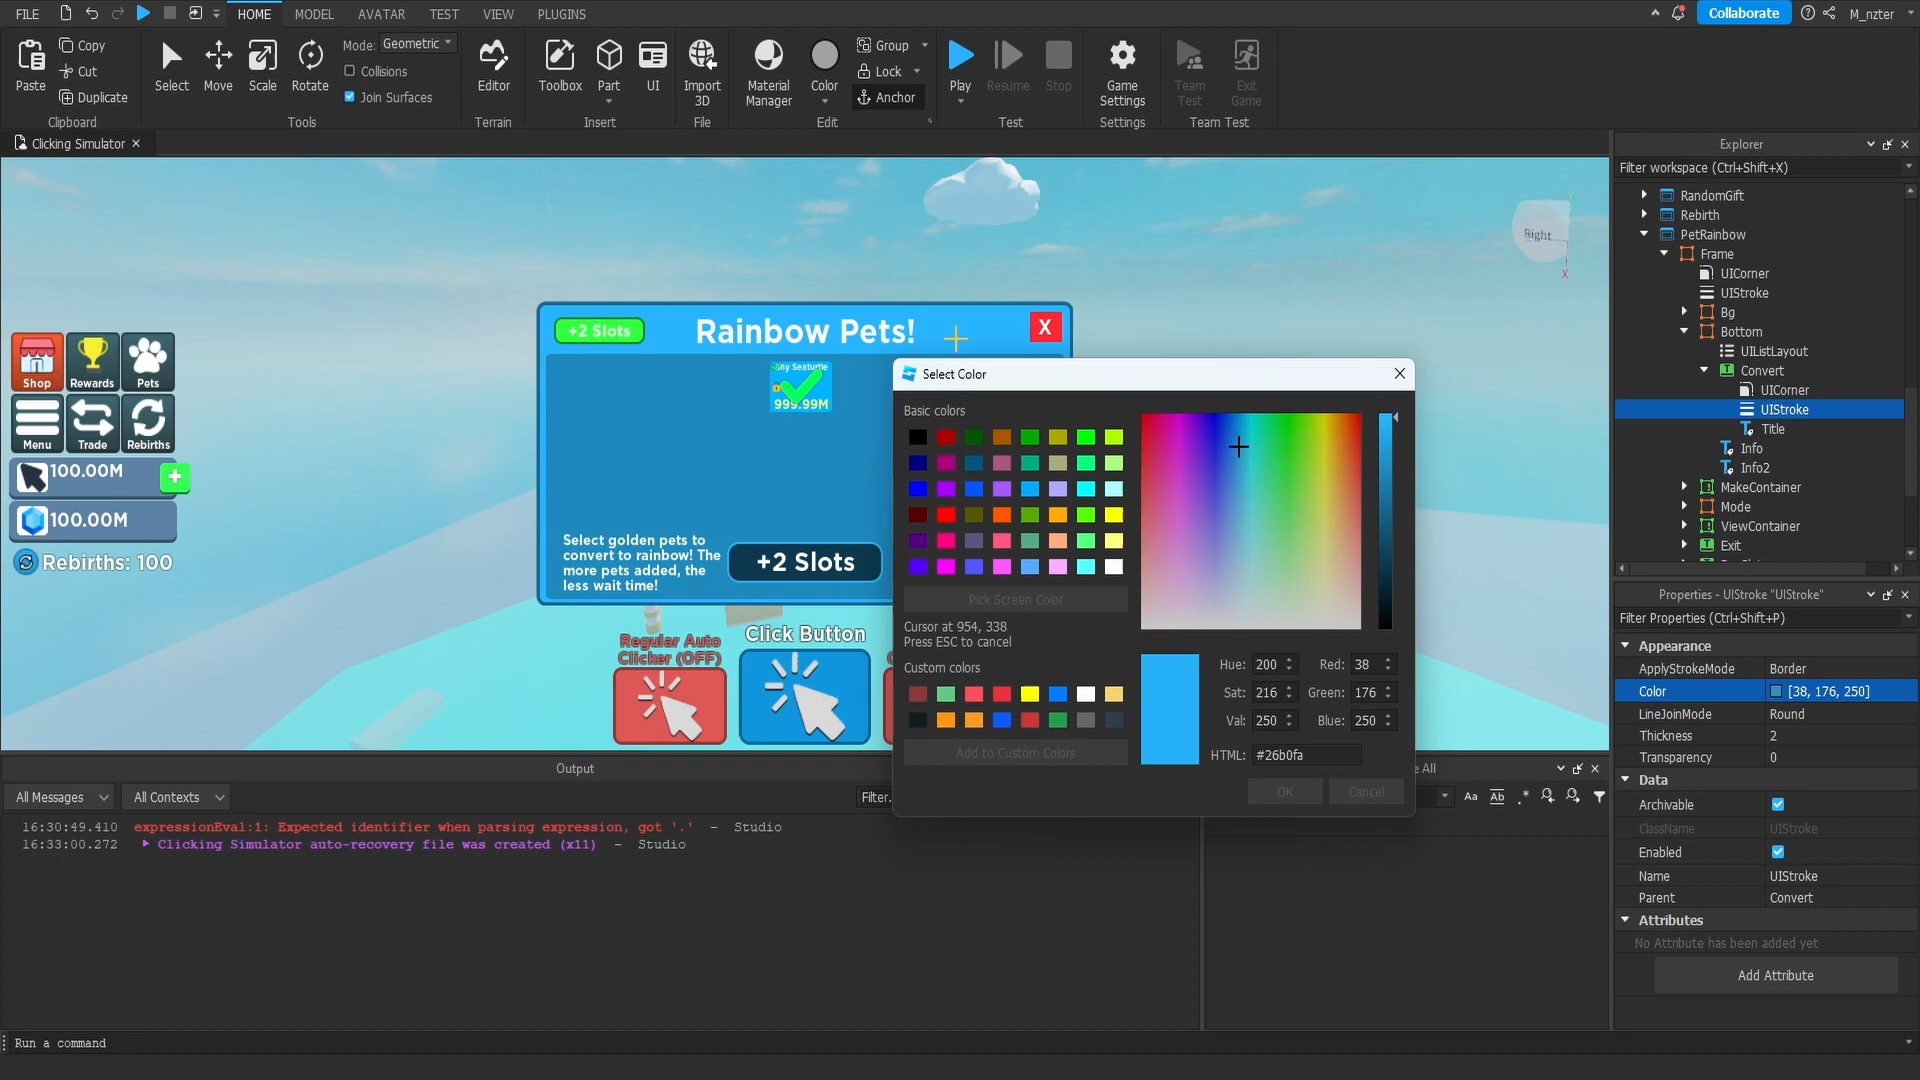 FILE HOME MODEL AVATAR TEST VIEW PLUGINS Collaborate M_nzter
Paste Copy Cut Duplicate
Clipboard
Select Move Scale Rotate
Mode: Geometric
Collisions
Join Surfaces
Tools
Editor
Terrain
Toolbox Part UI
Insert
Import 3D
File
Material Manager Color
Group
Lock
Anchor
Edit
Play Resume Stop
Test
Game Settings
Settings
Team Test Exit Game
Team Test
Clicking Simulator
Right
X
Shop Rewards Pets
Menu Trade Rebirths
100.00M
+
100.00M
Rebirths: 100
+2 Slots
Rainbow Pets!
X
999.99M
Select golden pets to
convert to rainbow! The
more pets added, the
less wait time!
+2 Slots
Regular Auto
Clicker (OFF)
Click Button
Select Color
Basic colors
Pick Screen Color
Cursor at 954, 338
Press ESC to cancel
Custom colors
Add to Custom Colors
Hue: 200 Red: 38
Sat: 216 Green: 176
Val: 250 Blue: 250
HTML: #26b0fa
OK Cancel
Explorer
Filter workspace (Ctrl+Shift+X)
RandomGift
Rebirth
PetRainbow
Frame
UICorner
UIStroke
Bg
Bottom
UIListLayout
Convert
UICorner
UIStroke
Title
Info
Info2
MakeContainer
Mode
ViewContainer
Exit
Properties - UIStroke "UIStroke"
Filter Properties (Ctrl+Shift+P)
Appearance
ApplyStrokeMode Border
Color [38, 176, 250]
LineJoinMode Round
Thickness 2
Transparency 0
Data
Archivable
ClassName UIStroke
Enabled
Name UIStroke
Parent Convert
Attributes
No Attribute has been added yet
Add Attribute
Output
All Messages All Contexts Filter.
All
Aa Ab .*
16:30:49.410 expressionEval:1: Expected identifier when parsing expression, got '.' - Studio
16:33:00.272 Clicking Simulator auto-recovery file was created (x11) - Studio
Run a command